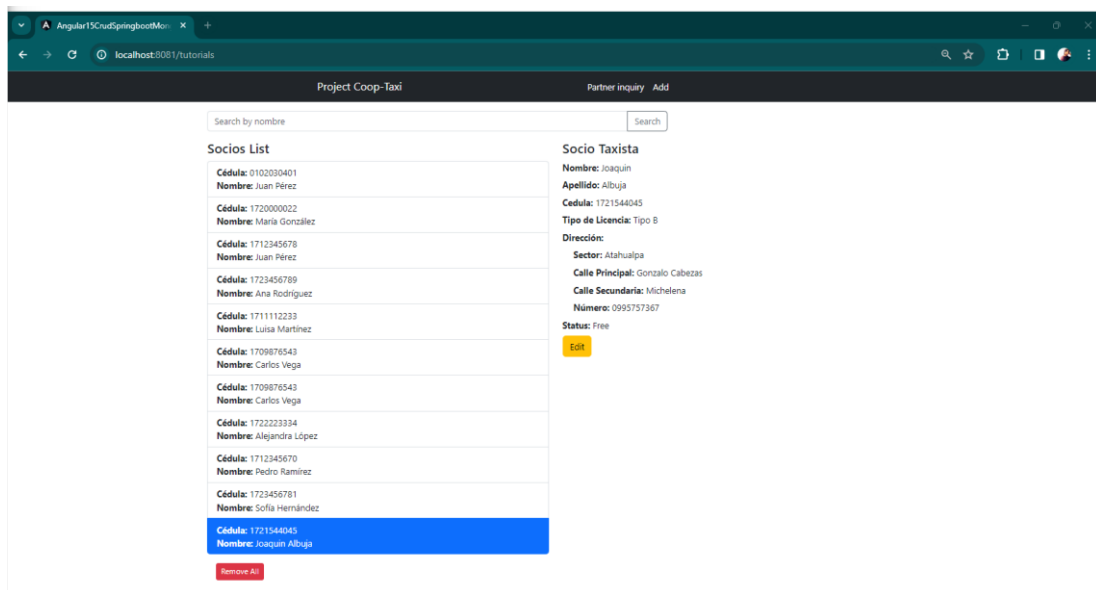 Angular15CrudSpringbootMon
localhost:8081/tutorials
Project Coop-Taxi
Partner inquiry Add
Search by nombre
Search
Socios List
Cédula: 0102030401
Nombre: Juan Pérez
Cédula: 1720000022
Nombre: María González
Cédula: 1712345678
Nombre: Juan Pérez
Cédula: 1723456789
Nombre: Ana Rodríguez
Cédula: 1711112233
Nombre: Luisa Martínez
Cédula: 1709876543
Nombre: Carlos Vega
Cédula: 1709876543
Nombre: Carlos Vega
Cédula: 1722223334
Nombre: Alejandra López
Cédula: 1712345670
Nombre: Pedro Ramírez
Cédula: 1723456781
Nombre: Sofía Hernández
Cédula: 1721544045
Nombre: Joaquin Albuja
Remove All
Socio Taxista
Nombre: Joaquin
Apellido: Albuja
Cedula: 1721544045
Tipo de Licencia: Tipo B
Dirección:
Sector: Atahualpa
Calle Principal: Gonzalo Cabezas
Calle Secundaria: Michelena
Número: 0995757367
Status: Free
Edit